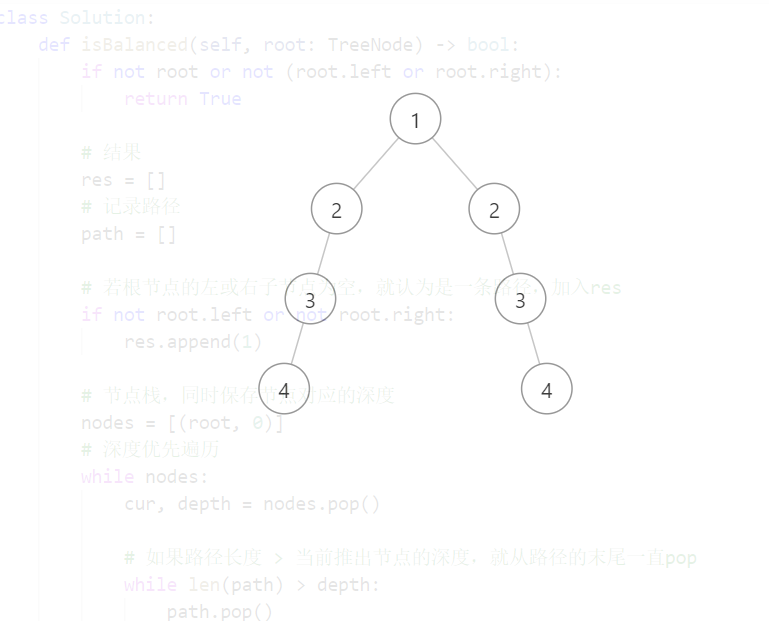 class Solution:
def isBalanced(self, root: TreeNode) -> bool:
if not root or not (root.left or root.right):
return True
1
# 结果
res = []
# 记录路径
path = []
2 2
# 若根节点的左或右子节点为空，就认为是一条路径，加入res
3 3
if not root.left or not root.right:
res.append(1)
# 节点栈，同时保存节点对应的深度
4 4
nodes = [(root, 0)]
# 深度优先遍历
while nodes:
cur, depth = nodes.pop()
# 如果路径长度 > 当前推出节点的深度，就从路径的末尾一直pop
while len(path) > depth:
path.pop()